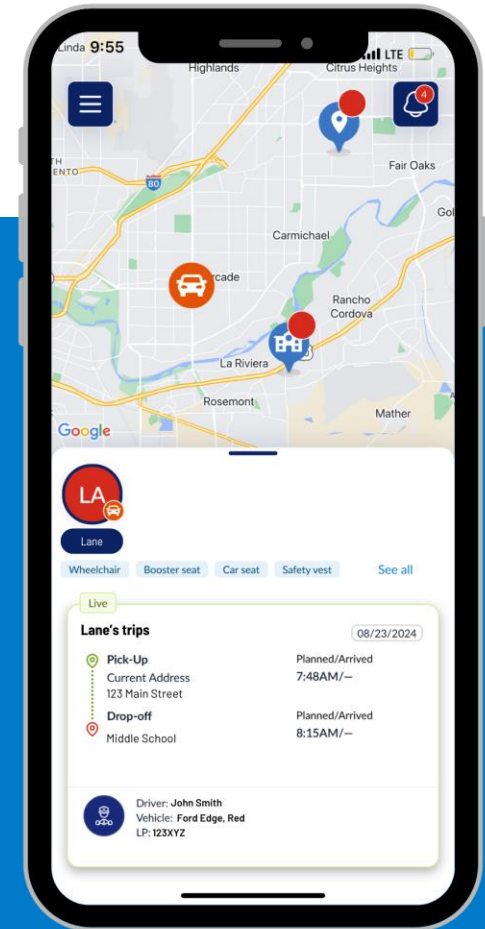 Linda 9:55 LTE
Highlands
Citrus Heights
4
80
Fair Oaks
Carmichael
Rancho
Cordova
La Riviera
Rosemont
Mather
Google
LA
Lane
Wheelchair Booster seat Car seat Safety vest See all
Live
Lane's trips 08/23/2024
Pick-Up Planned/Arrived
Current Address 7:48AM/—
123 Main Street
Drop-off Planned/Arrived
Middle School 8:15AM/—
Driver: John Smith
Vehicle: Ford Edge, Red
LP: 123XYZ